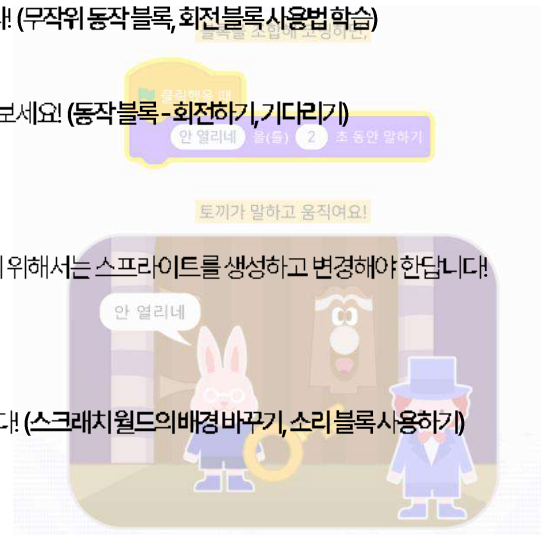 ! (무작위 동작 블록, 회전 블록 사용법 학습)
블록을 조합해 코딩하면,
클릭했을 때
보세요! (동작 블록 - 회전하기, 기다리기)
안 열리네 을(를) 2 초 동안 말하기
토끼가 말하고 움직여요!
위해서는 스프라이트를 생성하고 변경해야 한답니다!
안 열리네
다! (스크래치 월드의 배경 바꾸기, 소리 블록 사용하기)